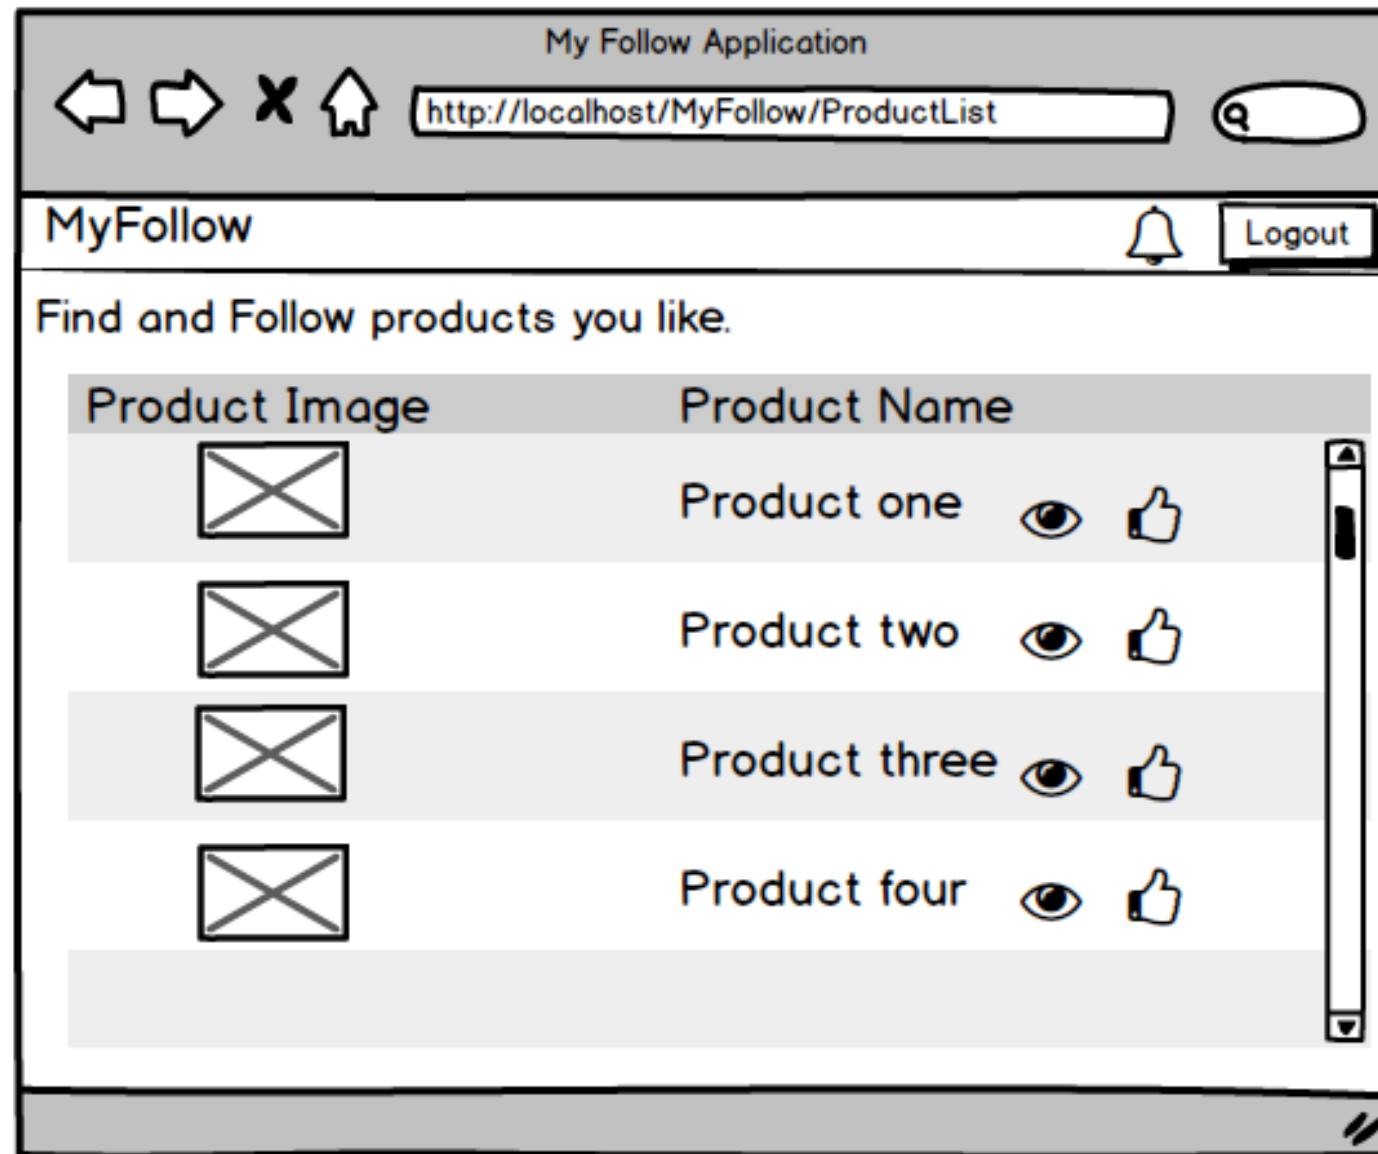 My Follow Application
http://localhost/MyFollow/ProductList
MyFollow
Logout
Find and Follow products you like.
Product Image Product Name
Product one
Product two
Product three
Product four